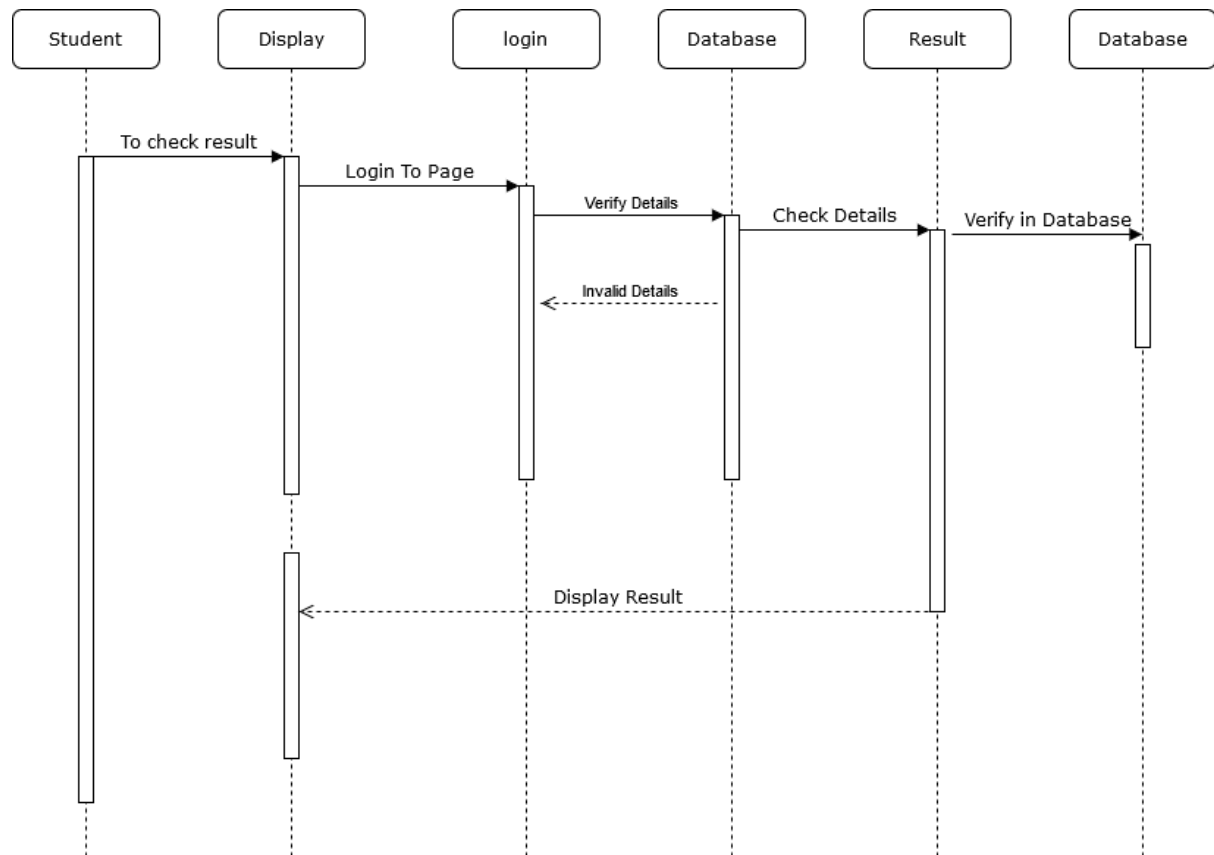 Student
Display
login
Database
Result
Database
To check result
Login To Page
Verify Details
Check Details
Verify in Database
Invalid Details
Display Result